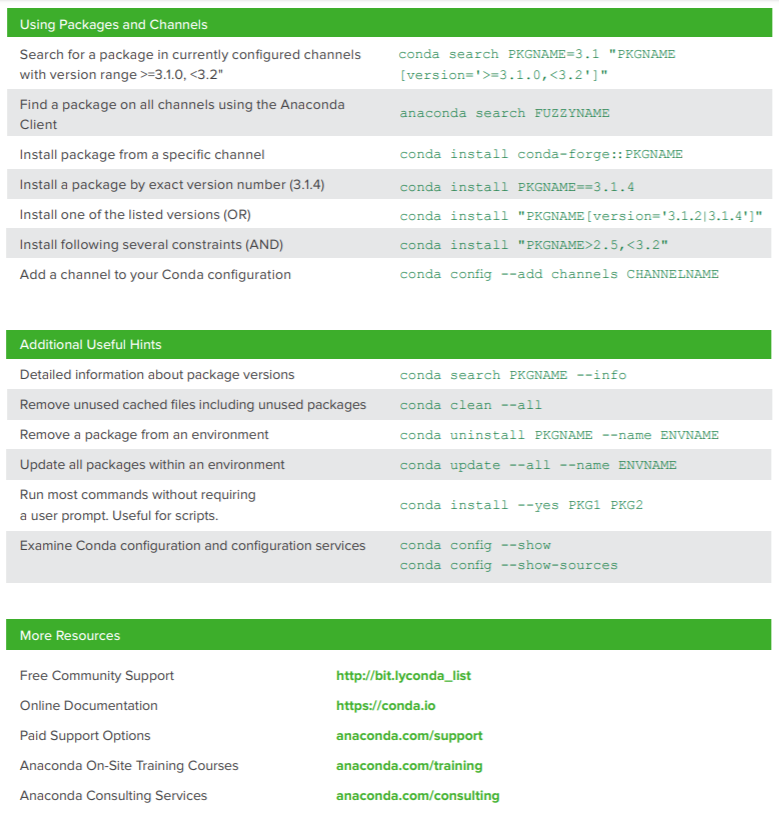 Using Packages and Channels
Search for a package in currently configured channels
with version range >=3.1.0, <3.2"
conda search PKGNAME=3.1 "PKGNAME
[version='>=3.1.0,<3.2']"
Find a package on all channels using the Anaconda
Client
anaconda search FUZZYNAME
Install package from a specific channel
conda install conda-forge::PKGNAME
Install a package by exact version number (3.1.4)
conda install PKGNAME==3.1.4
Install one of the listed versions (OR)
conda install "PKGNAME[version='3.1.2|3.1.4']"
Install following several constraints (AND)
conda install "PKGNAME>2.5,<3.2"
Add a channel to your Conda configuration
conda config --add channels CHANNELNAME
Additional Useful Hints
Detailed information about package versions
conda search PKGNAME --info
Remove unused cached files including unused packages
conda clean --all
Remove a package from an environment
conda uninstall PKGNAME --name ENVNAME
Update all packages within an environment
conda update --all --name ENVNAME
Run most commands without requiring
a user prompt. Useful for scripts.
conda install --yes PKG1 PKG2
Examine Conda configuration and configuration services
conda config --show
conda config --show-sources
More Resources
Free Community Support
http://bit.lyconda_list
Online Documentation
https://conda.io
Paid Support Options
anaconda.com/support
Anaconda On-Site Training Courses
anaconda.com/training
Anaconda Consulting Services
anaconda.com/consulting